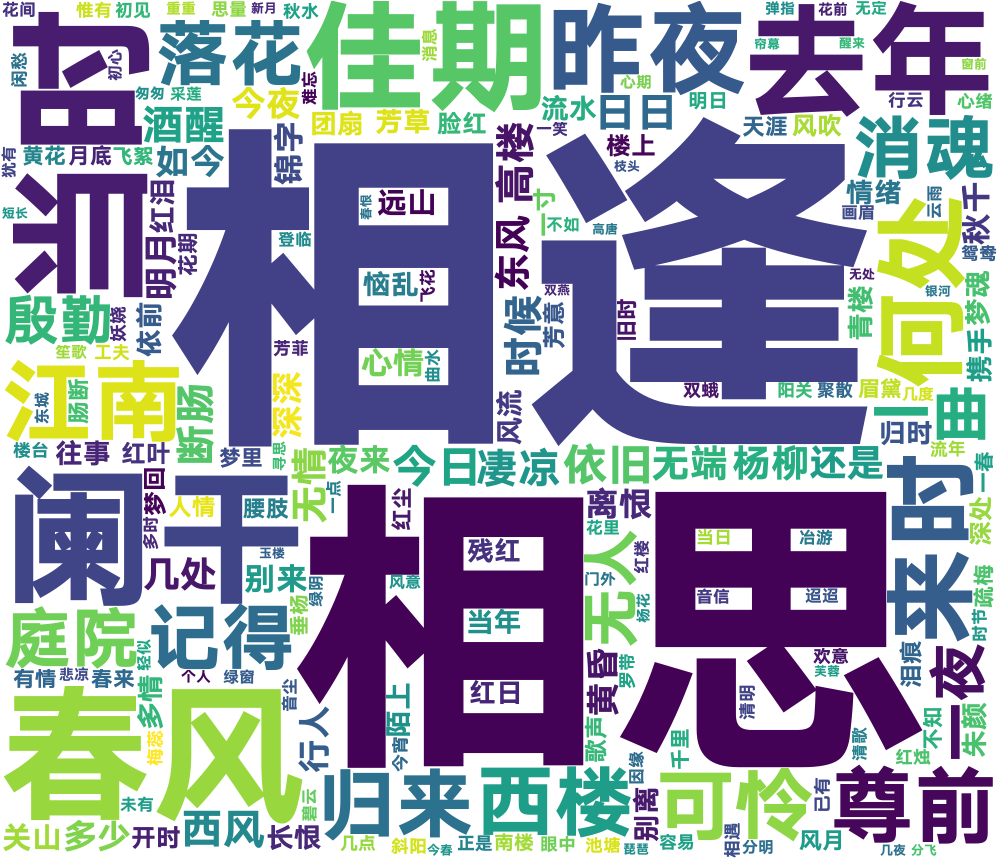 花间
惟有
初见
重重
思量
新月
秋水
消息
弹指
花前
无定
闲愁
初心
落花
佳期
昨夜
去年
帘幕
醒来
窗前
盘
匆匆
采莲
难忘
今夜
心期
明日
行云
心绪
酒醒
团扇
芳草
脸红
流水
日日
天涯
风吹
消魂
犹有
黄花
月底
飞絮
如今
锦字
高楼
一笑
楼上
枝头
情绪
画眉
云雨
秋千
短长
明月
红泪
花期
相逢
春恨
远山
登临
东风
一寸
不如
高唐
何处
鸳鸯
恼乱
飞花
双燕
无处
银河
梦魂
殷勤
妖娆
依前
时候
芳意
旧时
青楼
携手
笙歌
工夫
芳菲
心情
曲水
江南
东城
肠断
断肠
深深
风流
双蛾
阳关
聚散
眉黛
几度
一曲
归时
楼台
往事
红叶
梦里
寻思
流年
无情
夜来
今日
凄凉
依旧
无端
杨柳
还是
来时
一春
深处
阑干
多时
梦回
人情
腰肢
一点
红尘
残红
离恨
花里
当日
冶游
几处
玉楼
别来
绿阴
风意
无人
红楼
门外
音信
迢迢
疏梅
时节
庭院
记得
垂杨
当年
杨花
相思
轻似
黄昏
罗带
欢意
芙蓉
泪痕
一夜
有情
悲凉
春来
个人
绿窗
音尘
红日
清明
朱颜
春风
多情
梅蕊
行人
陌上
今宵
歌声
千里
清歌
不知
红烛
未有
碧云
归来
西楼
因缘
别离
可怜
已有
尊前
关山
多少
开时
西风
长恨
几点
斜阳
今春
正是
南楼
眼中
池塘
琵琶
容易
相遇
分明
风月
几夜
分飞